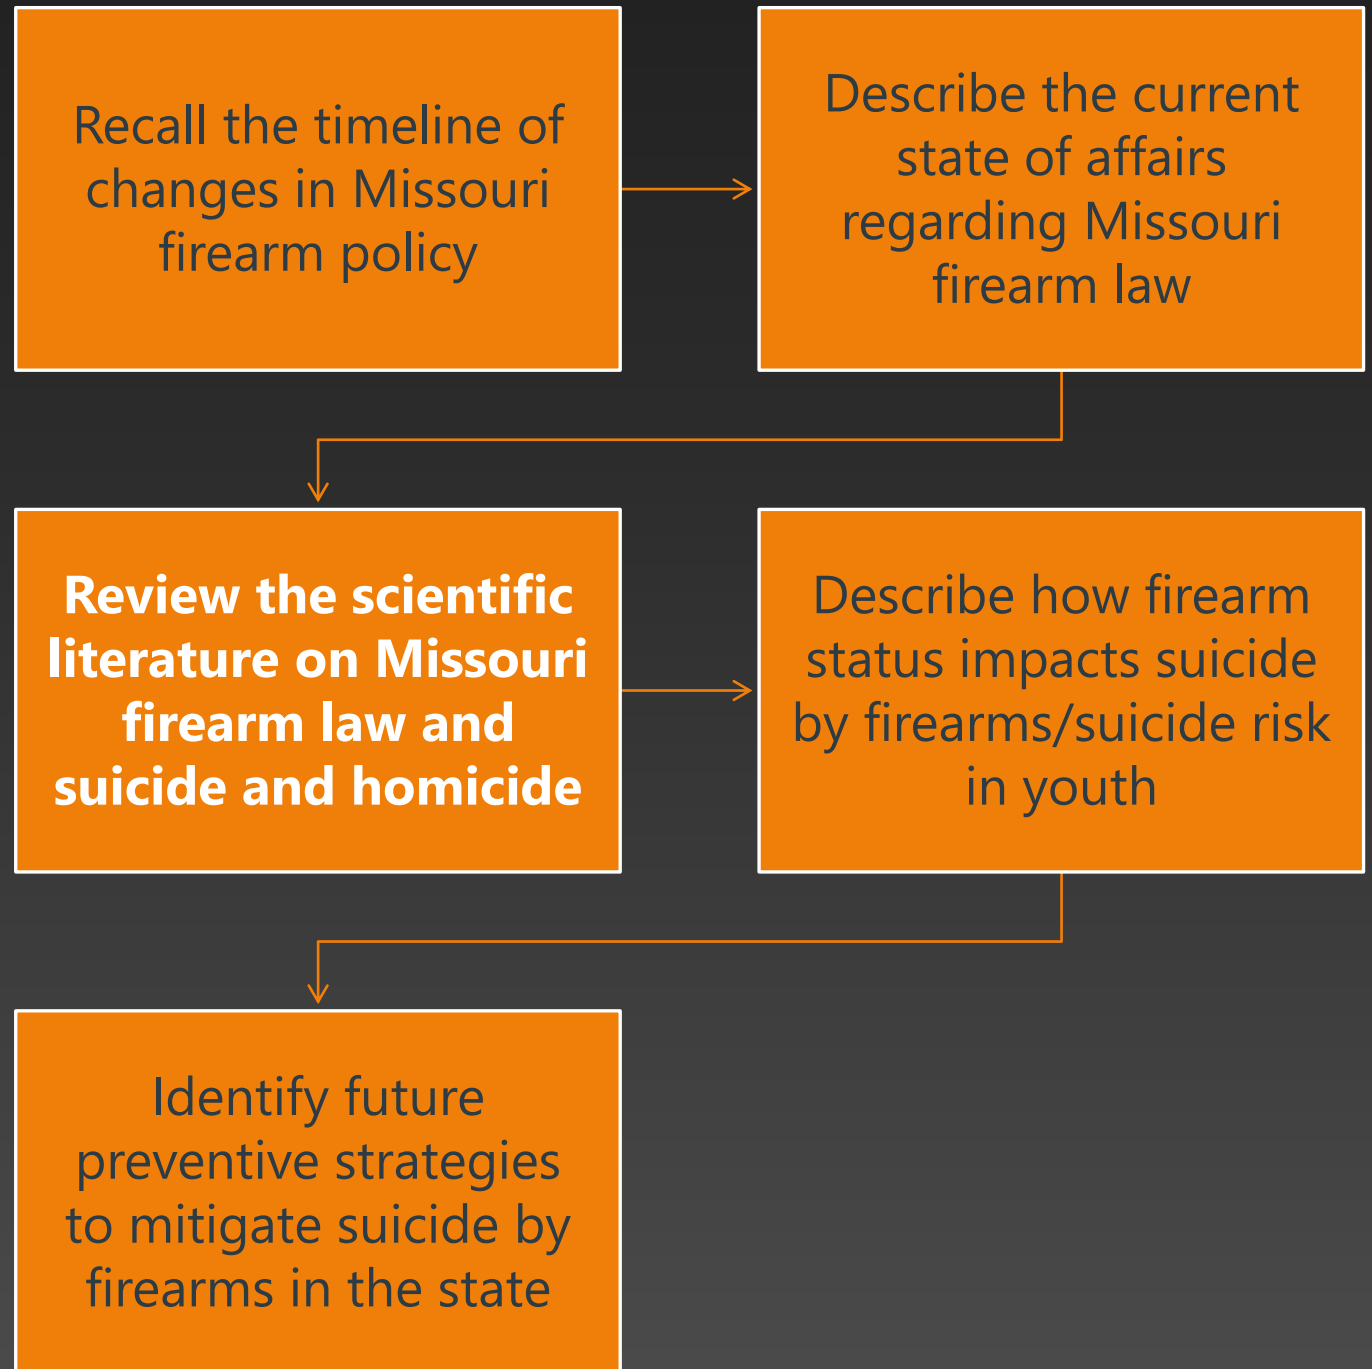 Recall the timeline of
changes in Missouri
firearm policy
Describe the current
state of affairs
regarding Missouri
firearm law
Review the scientific
literature on Missouri
firearm law and
suicide and homicide
Describe how firearm
status impacts suicide
by firearms/suicide risk
in youth
Identify future
preventive strategies
to mitigate suicide by
firearms in the state